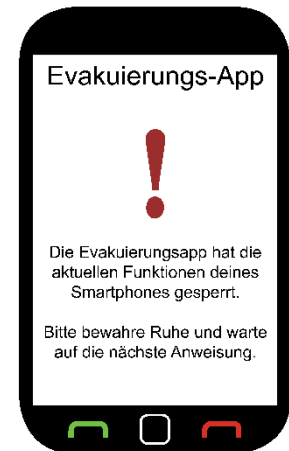 Evakuierungs-App
!
Die Evakuierungsapp hat die
aktuellen Funktionen deines
Smartphones gesperrt.
Bitte bewahre Ruhe und warte
auf die nächste Anweisung.